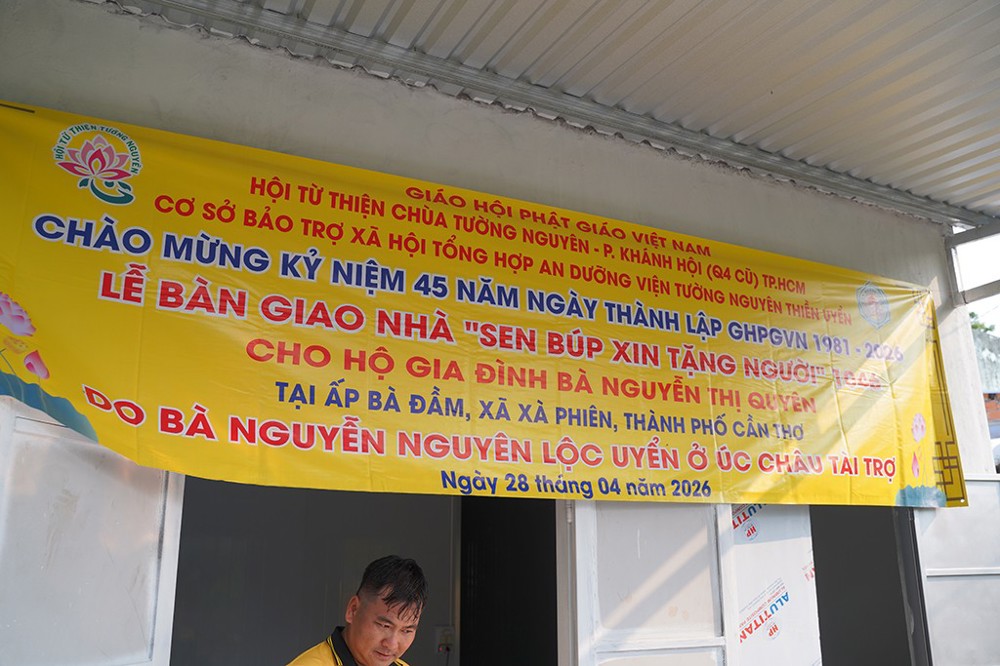 HỘI TỪ THIỆN TƯỜNG NGUYÊN
GIÁO HỘI PHẬT GIÁO VIỆT NAM
HỘI TỪ THIỆN CHÙA TƯỜNG NGUYÊN - P. KHÁNH HỘI (Q4 CŨ) TP.HCM
CƠ SỞ BẢO TRỢ XÃ HỘI TỔNG HỢP AN DƯỠNG VIỆN TƯỜNG NGUYÊN THIỀN UYỂN
CHÀO MỪNG KỶ NIỆM 45 NĂM NGÀY THÀNH LẬP GHPGVN 1981 - 2026
LỄ BÀN GIAO NHÀ "SEN BÚP XIN TẶNG NGƯỜI"
CHO HỘ GIA ĐÌNH BÀ NGUYỄN THỊ QUYÊN
TẠI ẤP BÀ ĐẦM, XÃ XÀ PHIÊN, THÀNH PHỐ CẦN THƠ
DO BÀ NGUYỄN NGUYÊN LỘC UYỂN Ở ÚC CHÂU TÀI TRỢ
Ngày 28 tháng 04 năm 2026
HP ALUTITAN
HP ALUTITAN